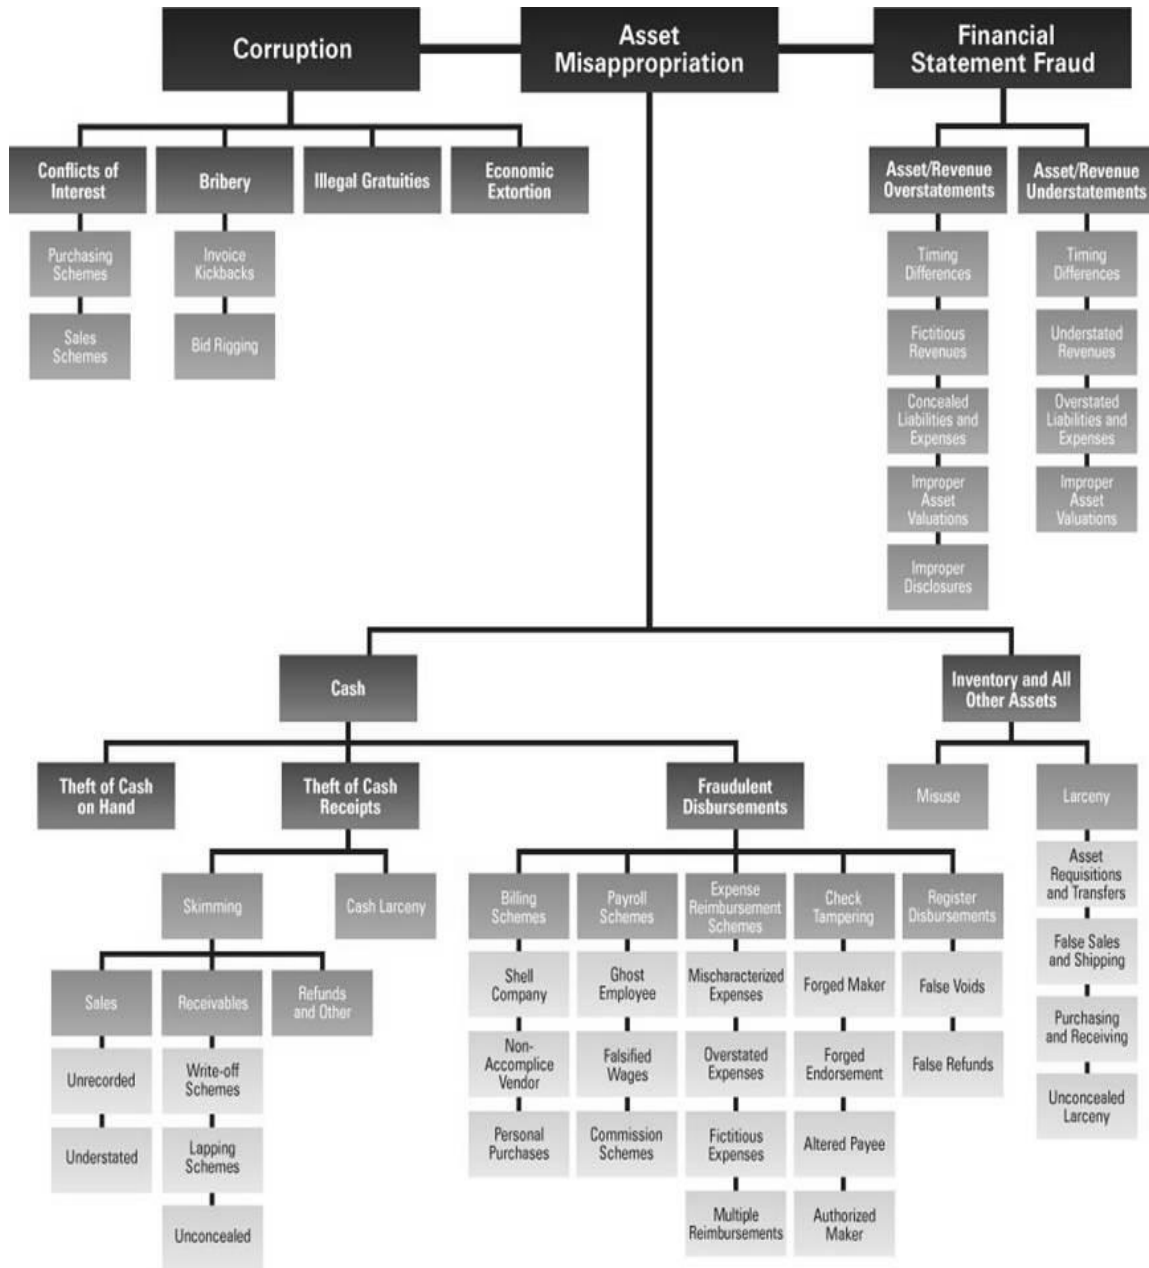 Corruption
Asset
Misappropriation
Financial
Statement Fraud
Conflicts of
Interest
Bribery
Illegal Gratuities
Economic
Extortion
Asset/Revenue
Overstatements
Asset/Revenue
Understatements
Purchasing
Schemes
Invoice
Kickbacks
Timing
Differences
Timing
Differences
Sales
Schemes
Bid Rigging
Fictitious
Revenues
Understated
Revenues
Concealed
Liabilities and
Expenses
Overstated
Liabilities and
Expenses
Improper
Asset
Valuations
Improper
Asset
Valuations
Improper
Disclosures
Cash
Inventory and All
Other Assets
Theft of Cash
on Hand
Theft of Cash
Receipts
Fraudulent
Disbursements
Misuse
Larceny
Skimming
Cash Larceny
Billing
Schemes
Payroll
Schemes
Expense
Reimbursement
Schemes
Check
Tampering
Register
Disbursements
Asset
Requisitions
and Transfers
Sales
Receivables
Refunds
and Other
Shell
Company
Ghost
Employee
Mischaracterized
Expenses
Forged Maker
False Voids
False Sales
and Shipping
Unrecorded
Write-off
Schemes
Non-
Accomplice
Vendor
Falsified
Wages
Overstated
Expenses
Forged
Endorsement
False Refunds
Purchasing
and Receiving
Understated
Lapping
Schemes
Personal
Purchases
Commission
Schemes
Fictitious
Expenses
Altered Payee
Unconcealed
Larceny
Unconcealed
Multiple
Reimbursements
Authorized
Maker